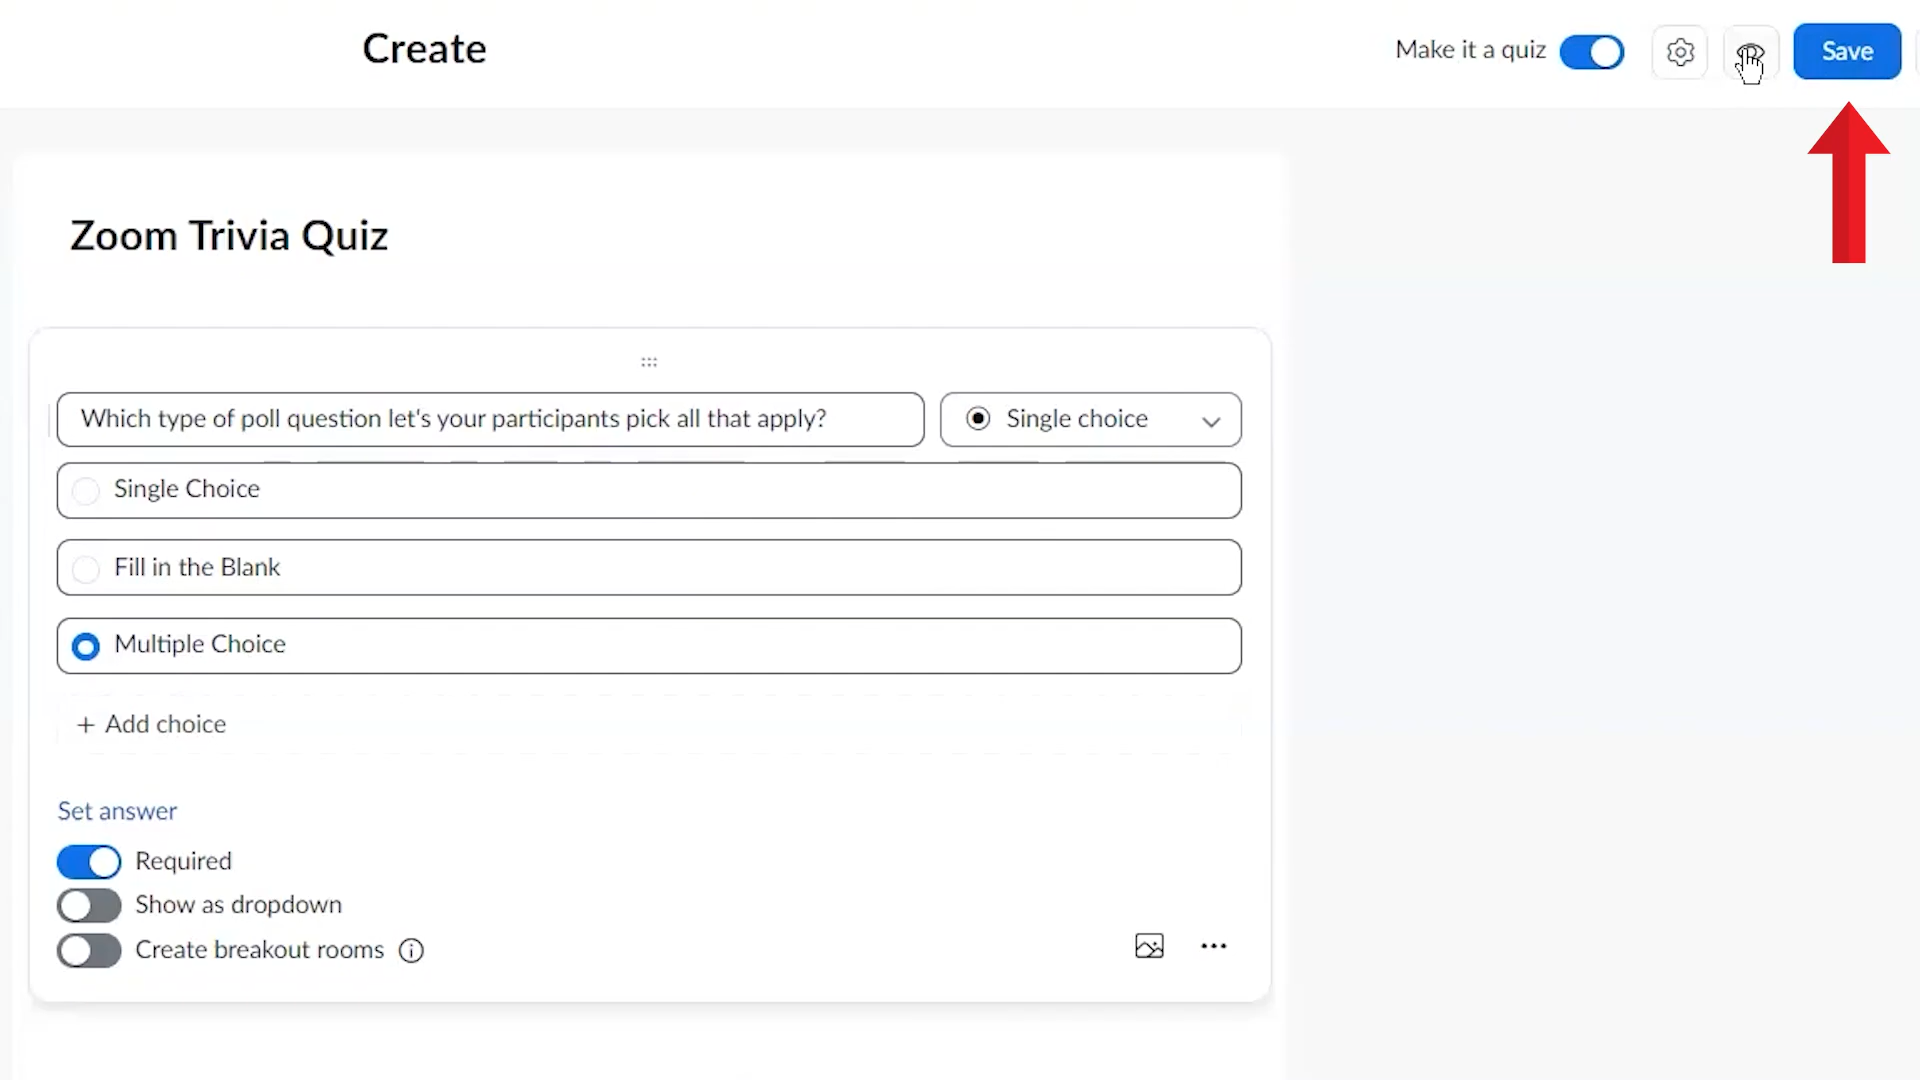 Create
Make it a quiz
Save
Zoom Trivia Quiz
Which type of poll question let's your participants pick all that apply?
Single choice
Single Choice
Fill in the Blank
Multiple Choice
+ Add choice
Set answer
Required
Show as dropdown
Create breakout rooms